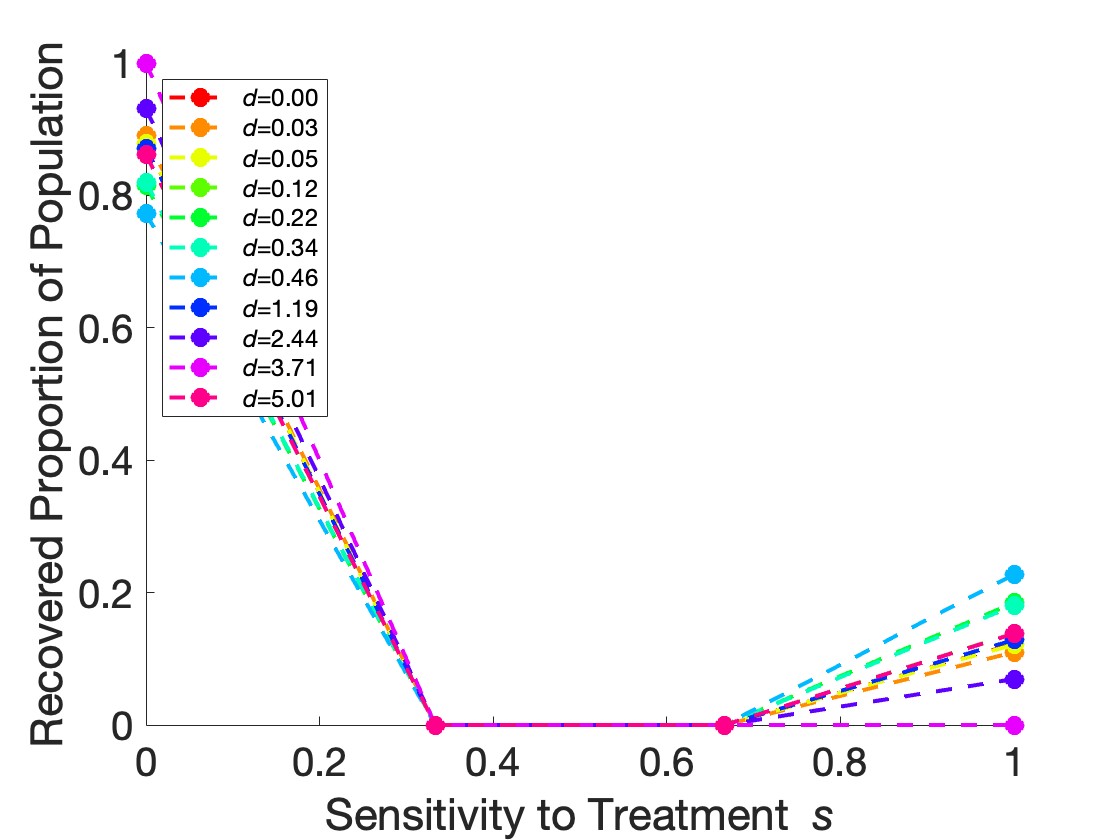 Recovered Proportion of Population
1
0.8
0.6
0.4
0.2
0
d=0.00
d=0.03
d=0.05
d=0.12
d=0.22
d=0.34
d=0.46
d=1.19
d=2.44
d=3.71
d=5.01
0 0.2 0.4 0.6 0.8 1
Sensitivity to Treatment s